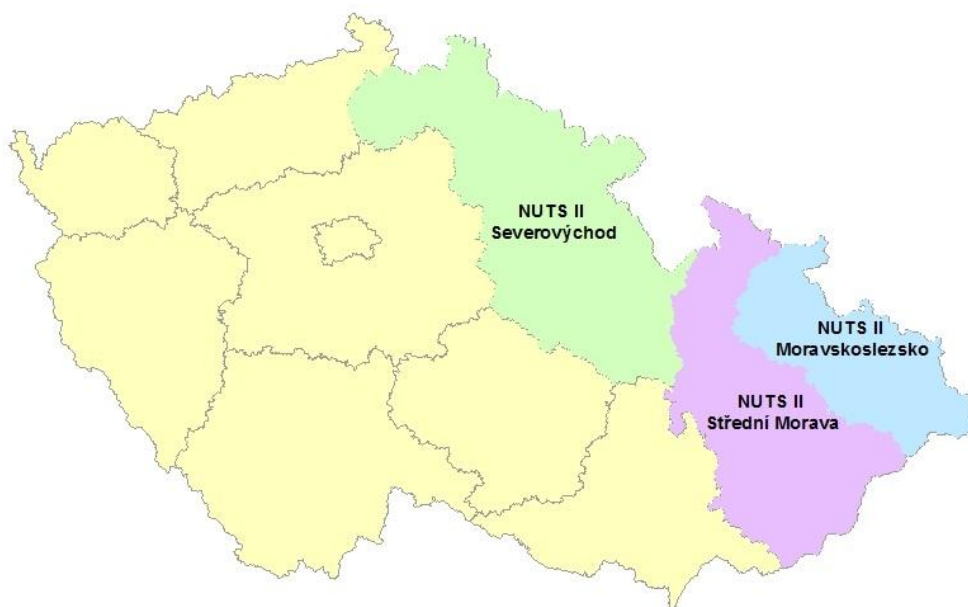 NUTS II
Severovýchod
NUTS II
Moravskoslezsko
NUTS II
Střední Morava